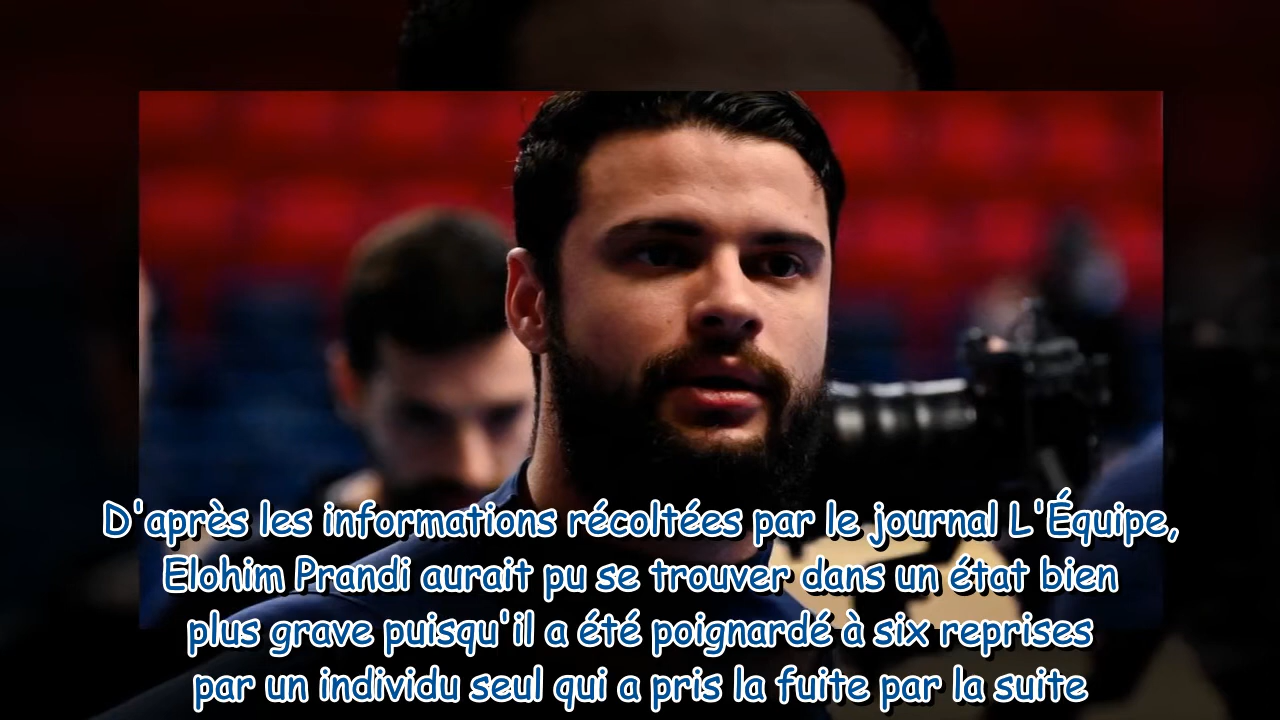 D'après les informations récoltées par le journal L'Équipe,
Elohim Prandi aurait pu se trouver dans un état bien
plus grave puisqu'il a été poignardé à six reprises
par un individu seul qui a pris la fuite par la suite